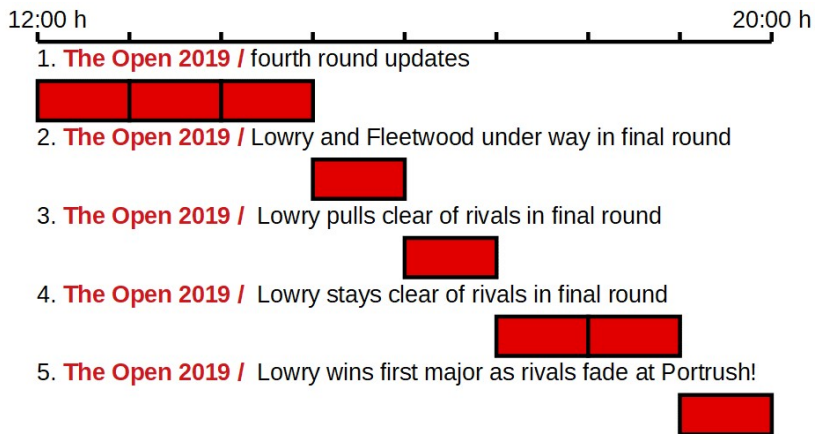 12:00 h 20:00 h
1. The Open 2019 / fourth round updates
2. The Open 2019 / Lowry and Fleetwood under way in final round
3. The Open 2019 / Lowry pulls clear of rivals in final round
4. The Open 2019 / Lowry stays clear of rivals in final round
5. The Open 2019 / Lowry wins first major as rivals fade at Portrush!